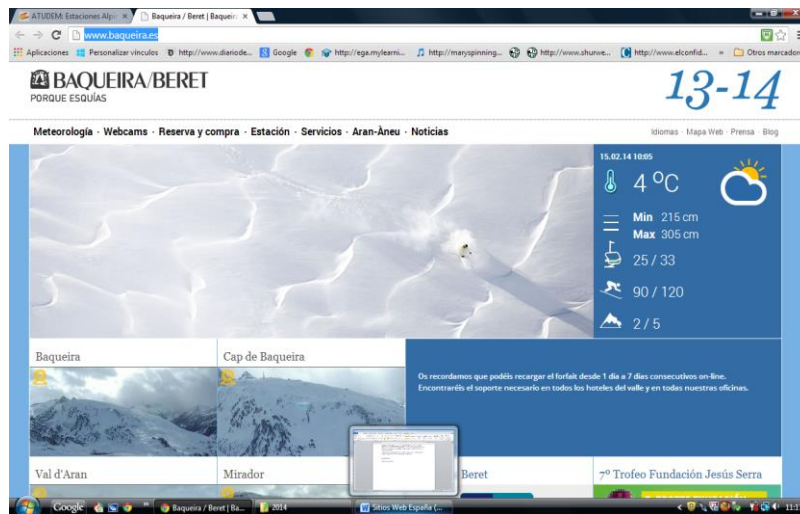 ATUDEM: Estaciones Alpi
Baqueira / Beret | Baqueir
www.baqueira.es
Aplicaciones
Personalizar vínculos
http://www.diariode...
Google
http://ega.mylearni...
http://maryspinning...
http://www.shurwe...
http://www.elconfid...
»
Otros marcador
BAQUEIRA/BERET
PORQUE ESQUÍAS
13-14
Meteorología · Webcams · Reserva y compra · Estación · Servicios · Aran-Àneu · Noticias
Idiomas · Mapa Web · Prensa · Blog
15.02.14 10:05
4 ºC
Min 215 cm
Max 305 cm
25 / 33
90 / 120
2 / 5
Baqueira
Cap de Baqueira
Os recordamos que podéis recargar el forfait desde 1 día a 7 días consecutivos on-line.
Encontraréis el soporte necesario en todos los hoteles del valle y en todas nuestras oficinas.
Val d'Aran
Mirador
Beret
7º Trofeo Fundación Jesús Serra
Google
Baqueira / Beret | Ba...
2014
Sitios Web España (...
11:1